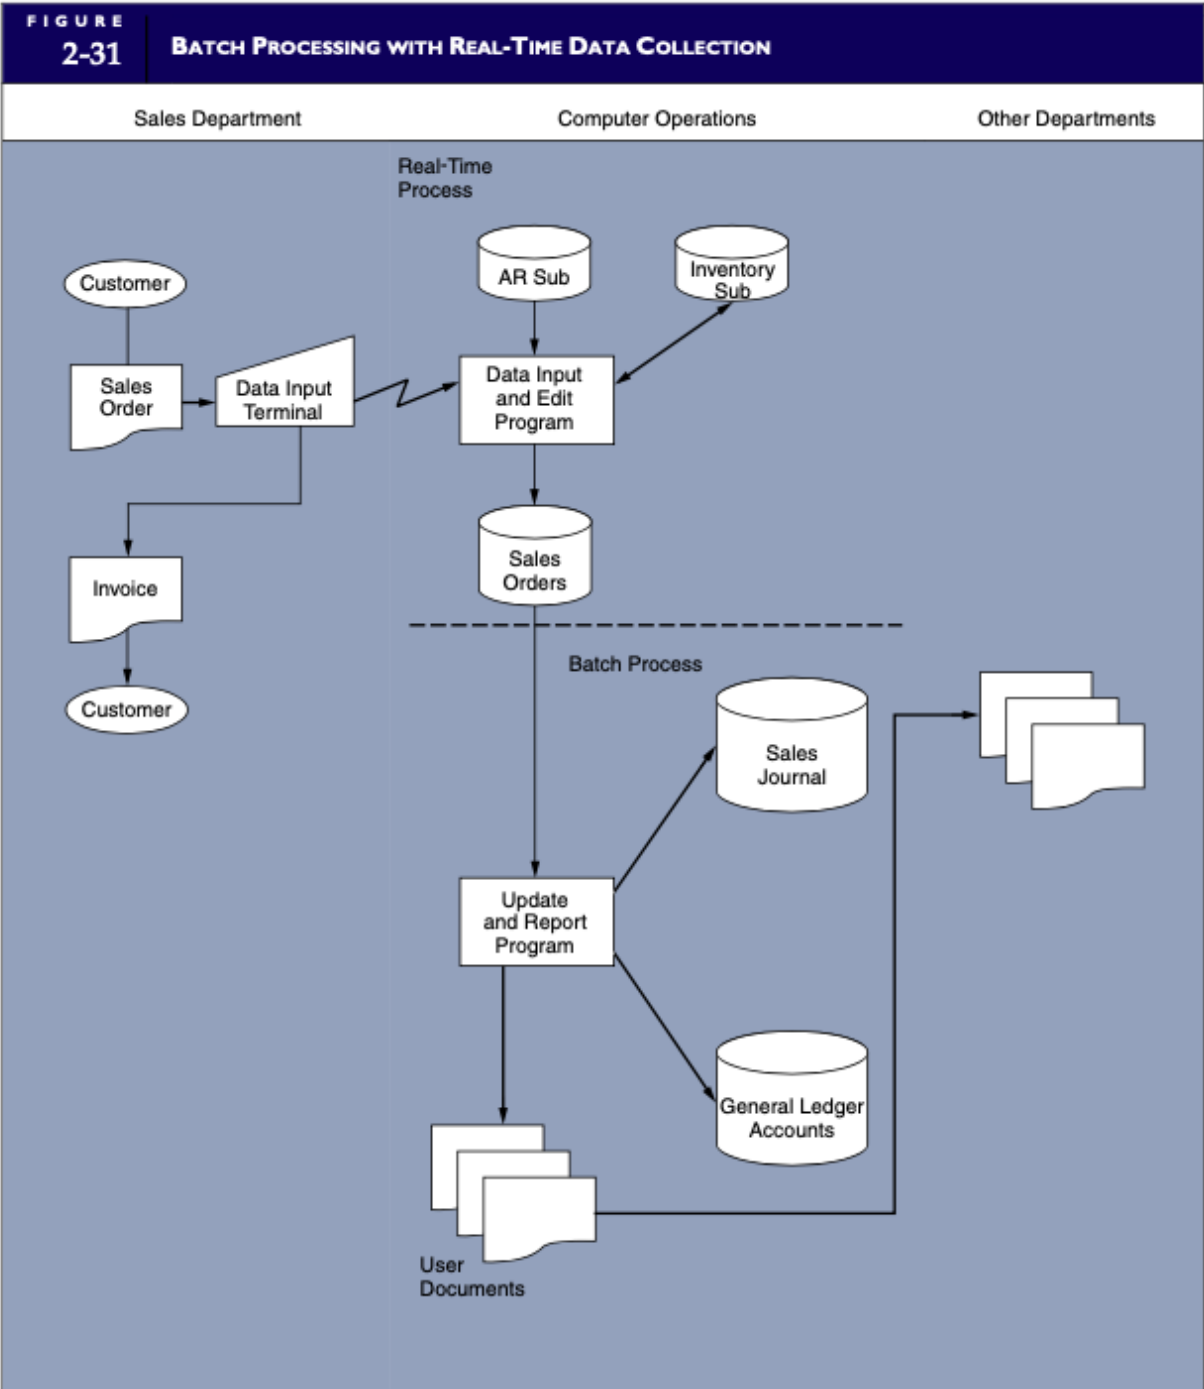 FIGURE
2-31
BATCH PROCESSING WITH REAL-TIME DATA COLLECTION
Sales Department
Computer Operations
Other Departments
Real-Time
Process
AR Sub
Inventory
Sub
Customer
Sales
Order
Data Input
Terminal
Data Input
and Edit
Program
Sales
Orders
Invoice
Customer
Batch Process
Sales
Journal
Update
and Report
Program
General Ledger
Accounts
User
Documents